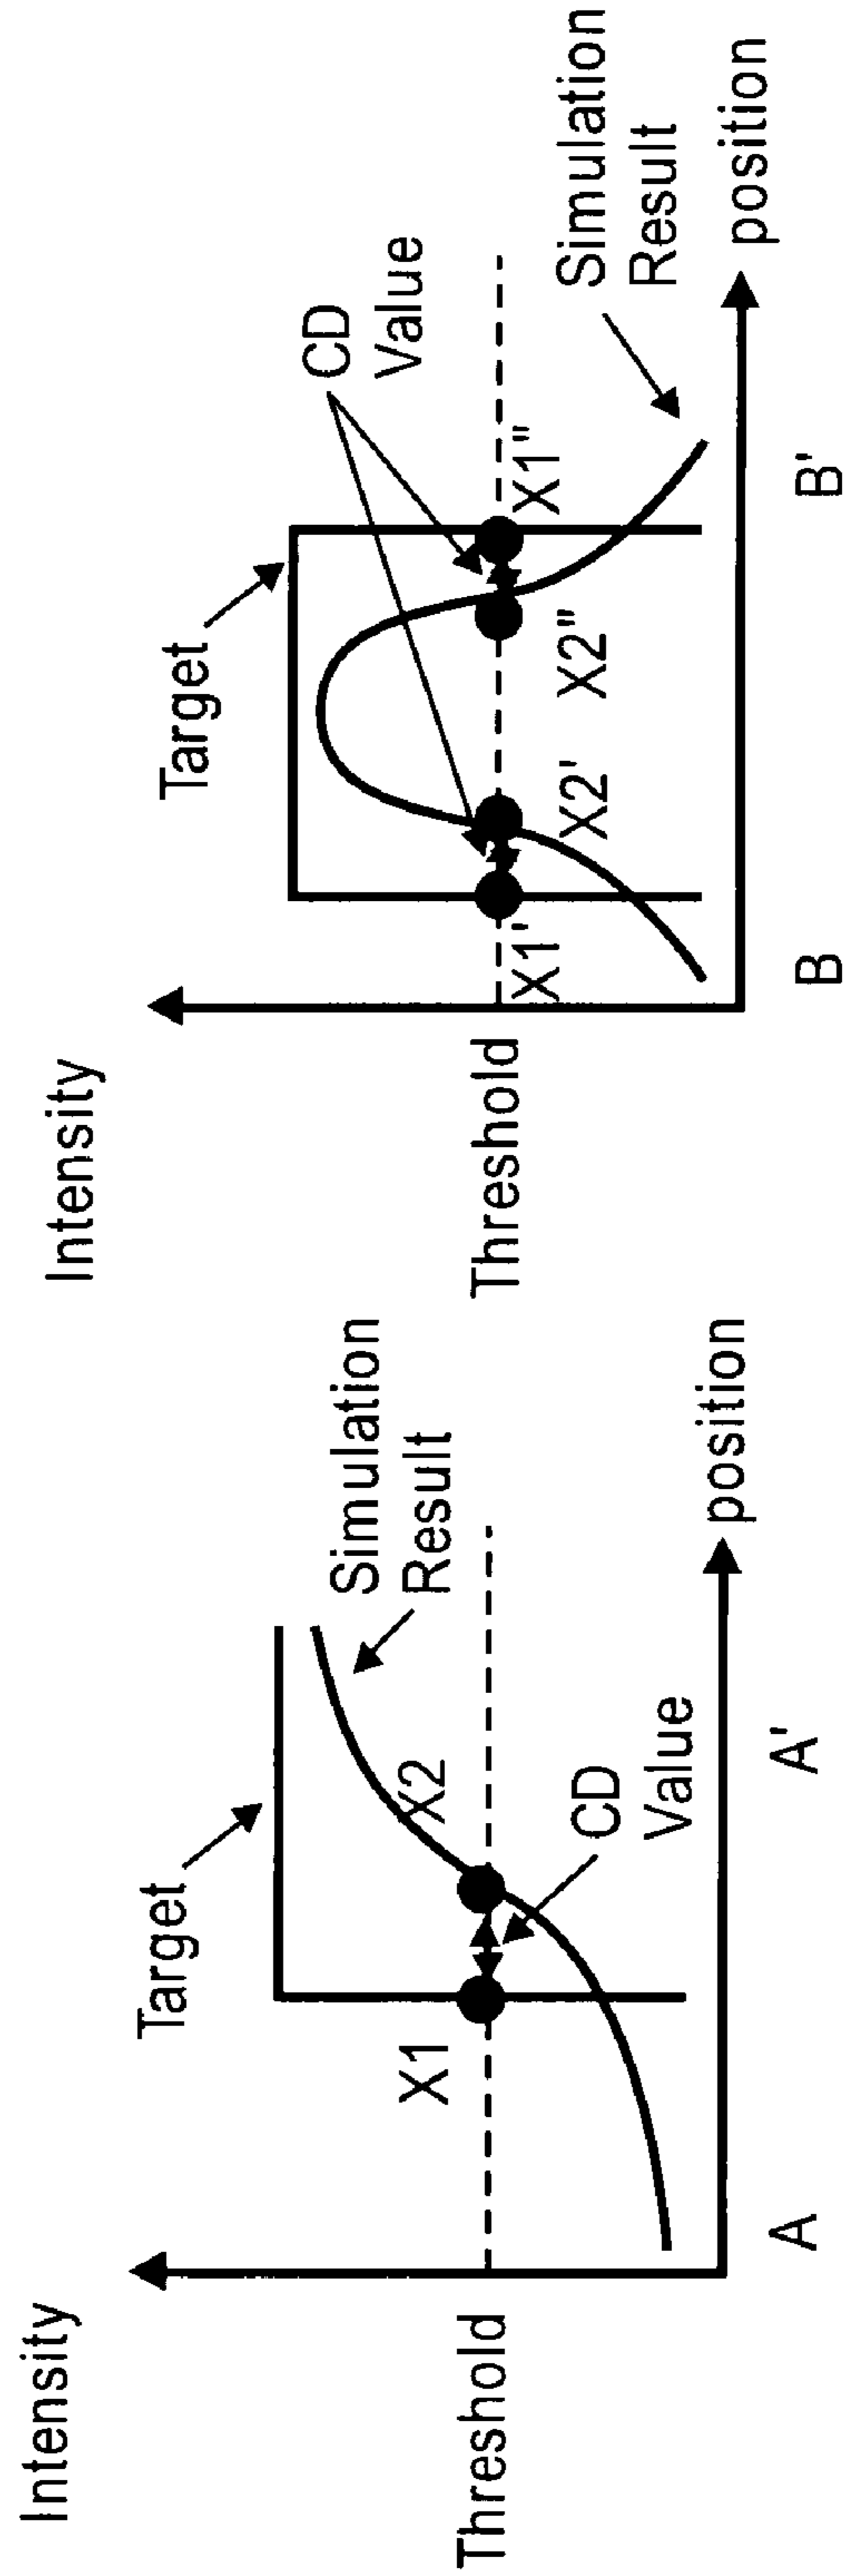 Intensity
Target
Simulation
Result
X1
X2
Threshold
CD
Value
position
A
A'
Intensity
Target
CD
Value
Threshold
X1'
X2'
X2"
X1"
Simulation
Result
position
B
B'